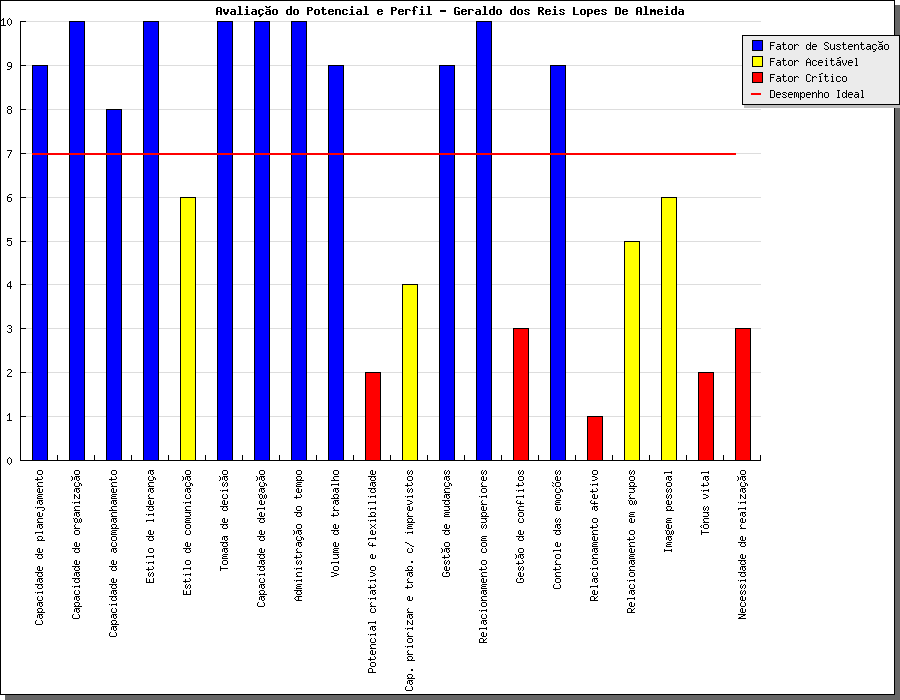 Avaliação do Potencial e Perfil - Geraldo dos Reis Lopes De Almeida
Fator de Sustentação
Fator Aceitável
Fator Crítico
Desempenho Ideal
10
9
8
7
6
5
4
3
2
1
0
Capacidade de planejamento
Capacidade de organização
Capacidade de acompanhamento
Estilo de liderança
Estilo de comunicação
Tomada de decisão
Capacidade de delegação
Administração do tempo
Volume de trabalho
Potencial criativo e flexibilidade
Cap. priorizar e trab. c/ imprevistos
Gestão de mudanças
Relacionamento com superiores
Gestão de conflitos
Controle das emoções
Relacionamento afetivo
Relacionamento em grupos
Imagem pessoal
Tônus vital
Necessidade de realização